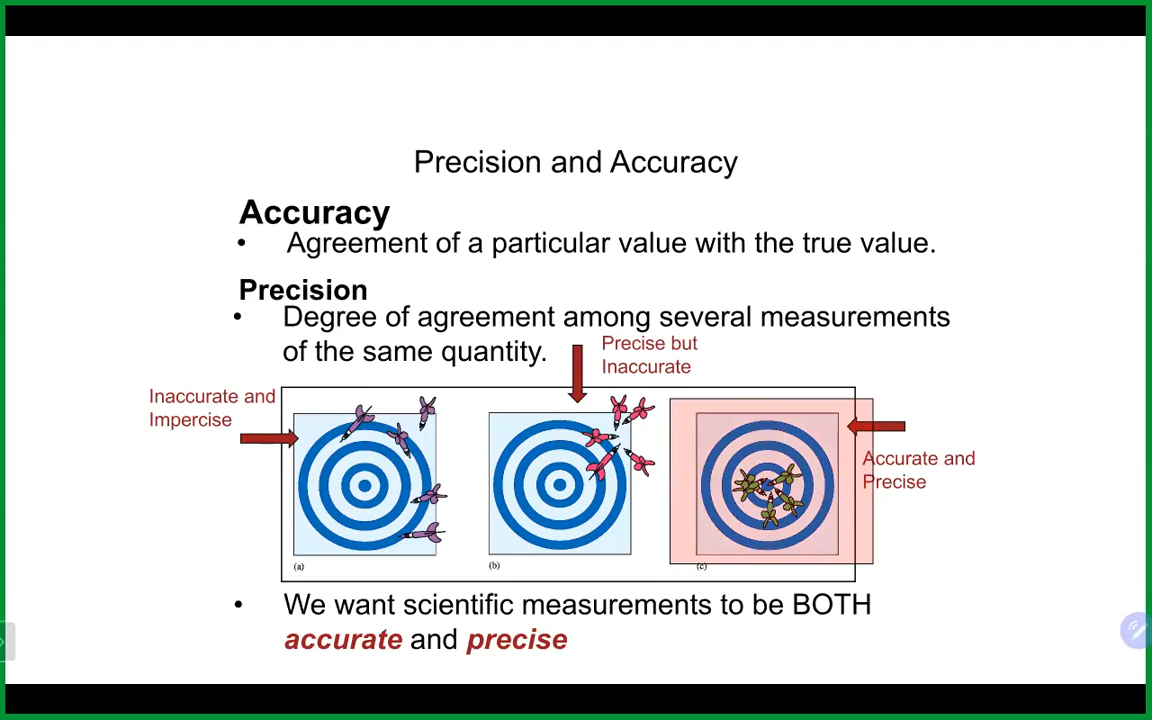 Precision and Accuracy
Accuracy
• Agreement of a particular value with the true value.
Precision
• Degree of agreement among several measurements
of the same quantity.
Precise but
Inaccurate
Inaccurate and
Impercise
Accurate and
Precise
(a)
(b)
(c)
• We want scientific measurements to be BOTH
accurate and precise